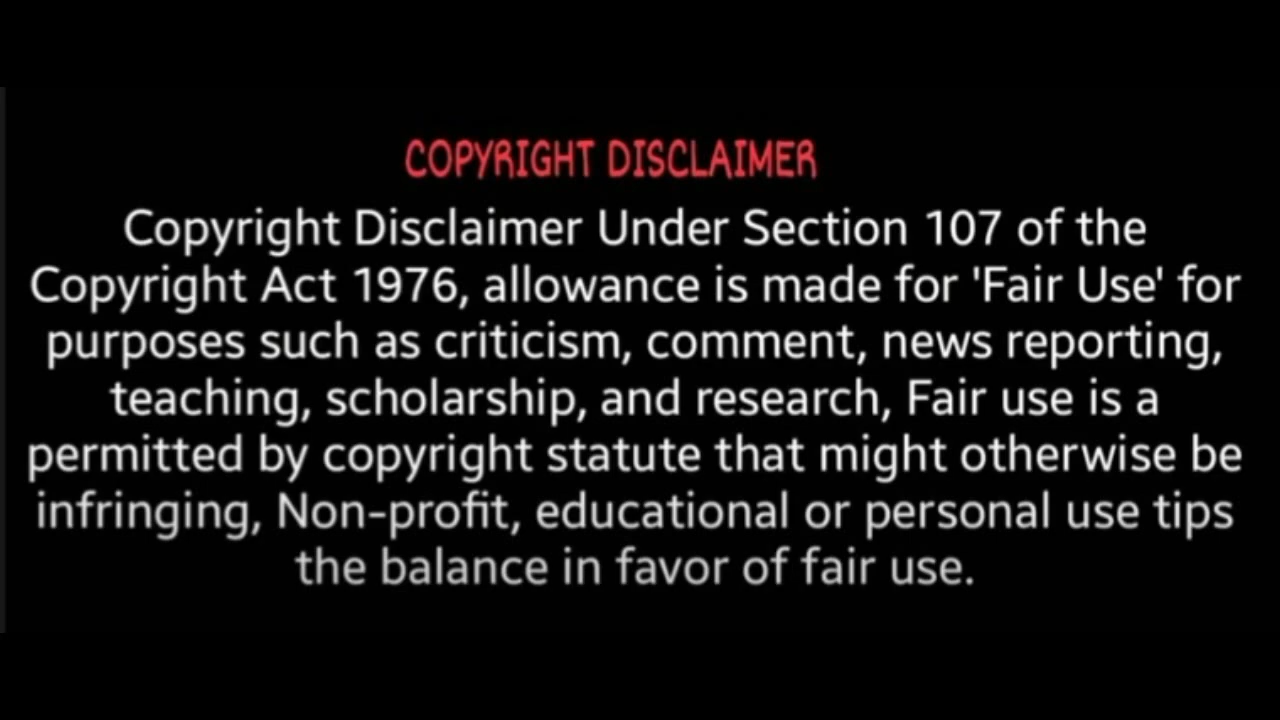 COPYRIGHT DISCLAIMER
Copyright Disclaimer Under Section 107 of the
Copyright Act 1976, allowance is made for 'Fair Use' for
purposes such as criticism, comment, news reporting,
teaching, scholarship, and research, Fair use is a
permitted by copyright statute that might otherwise be
infringing, Non-profit, educational or personal use tips
the balance in favor of fair use.